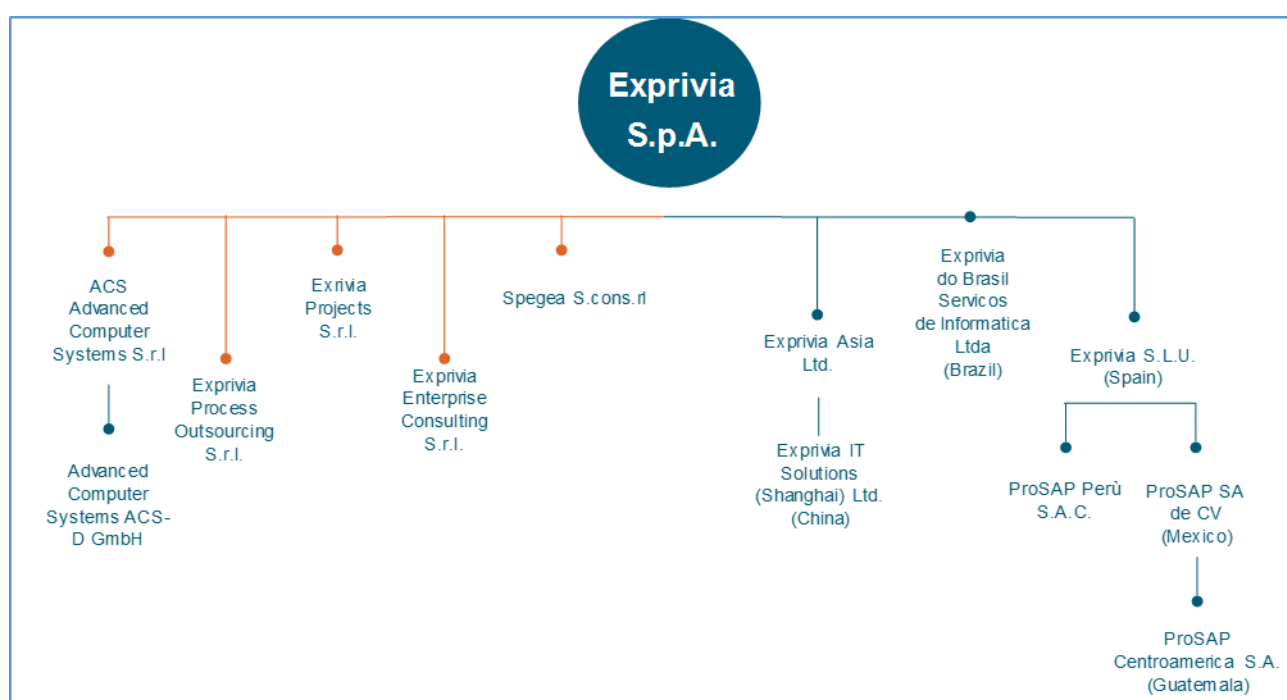 Exprivia
S.p.A.
ACS
Advanced
Computer
Systems S.r.l
Advanced
Computer
Systems ACS-
D GmbH
Exprivia
Process
Outsourcing
S.r.l.
Exrivia
Projects
S.r.l.
Exprivia
Enterprise
Consulting
S.r.l.
Spegea S.cons.rl
Exprivia Asia
Ltd.
Exprivia IT
Solutions
(Shanghai) Ltd.
(China)
Exprivia
do Brasil
Servicos
de Informatica
Ltda
(Brazil)
Exprivia S.L.U.
(Spain)
ProSAP Perù
S.A.C.
ProSAP SA
de CV
(Mexico)
ProSAP
Centroamerica S.A.
(Guatemala)